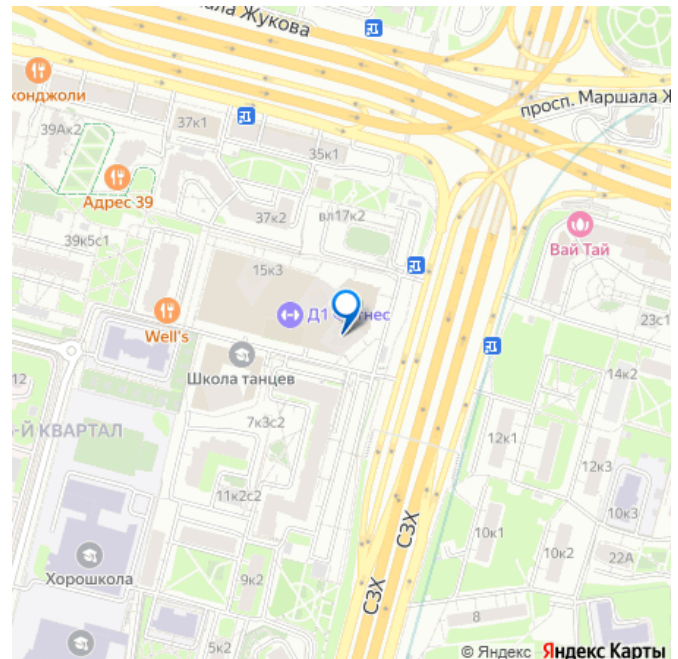 ала Жукова
хонджоли
просп. Маршала Ж
37к1
39Ак2
35к1
Адрес 39
37к2
вл17к2
39к5с1
Вай Тай
15к3
Д1 Фитнес
Well's
23с1
Школа танцев
12
14к2
7к3с2
-Й КВАРТАЛ
12к1
12к3
11к2с2
10к3
СЗХ
10к1
10к2
22А
Хорошкола
9к2
СЗХ
8
5к2
© Яндекс Яндекс Карты